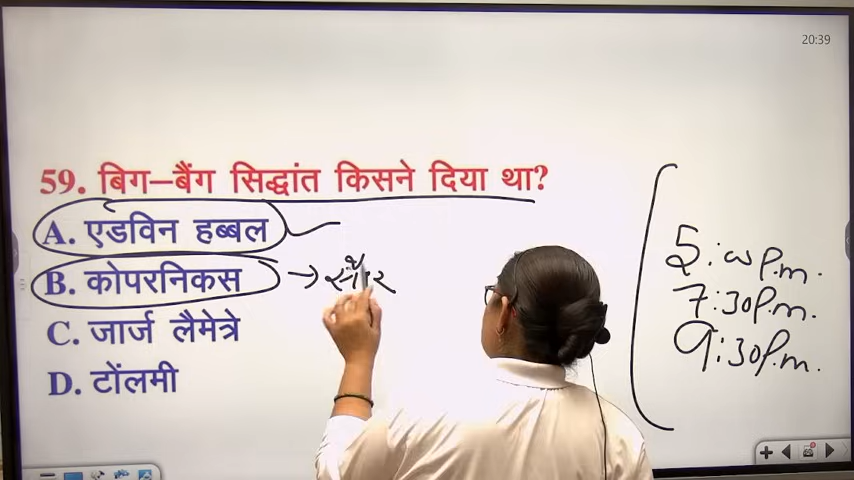 20:39
59. बिग–बैंग सिद्धांत किसने दिया था?
A. एडविन हब्बल
B. कोपरनिकस
C. जार्ज लैमेत्रे
D. टोंलमी
5:00 p.m.
7:30 p.m.
9:30 p.m.